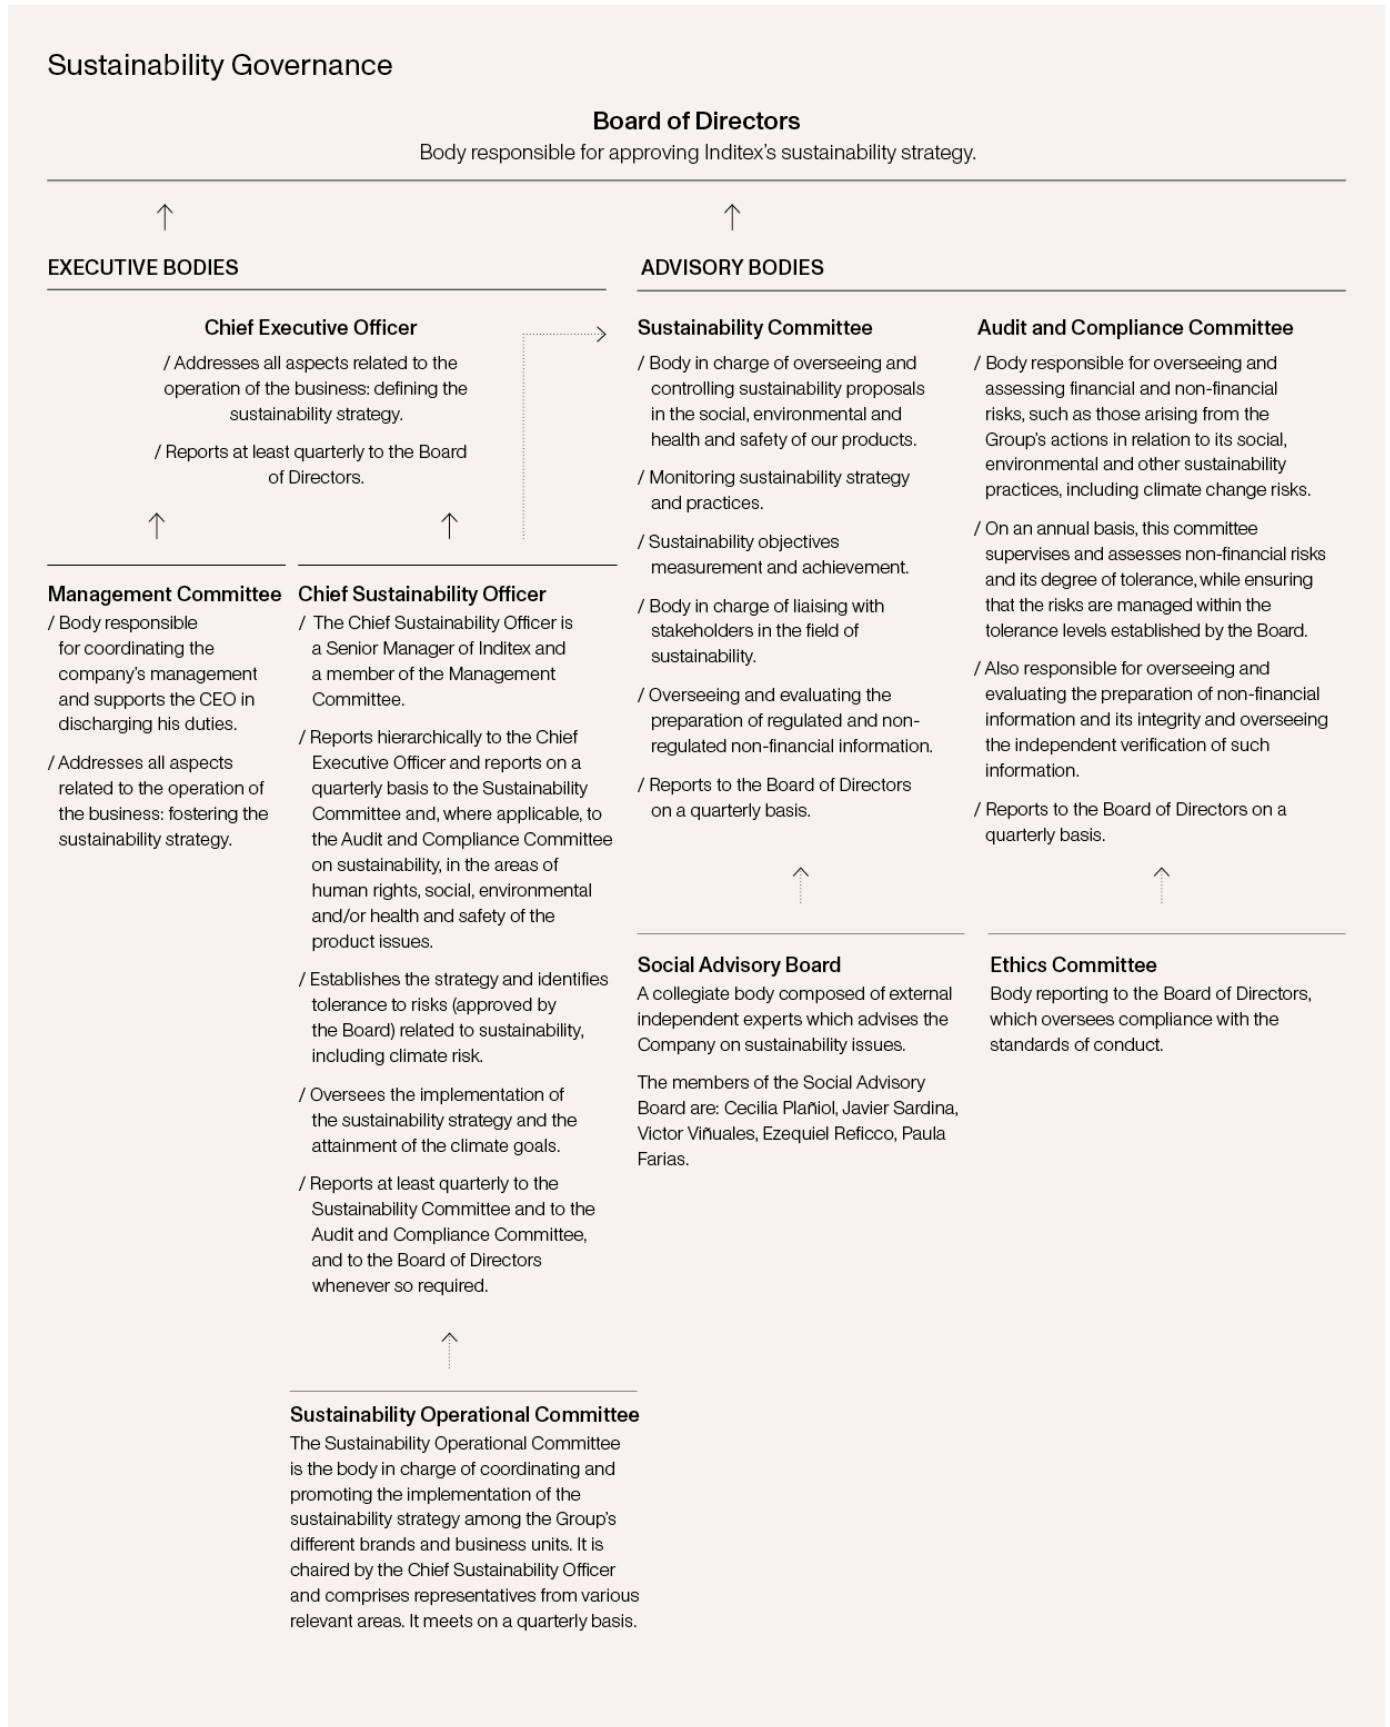 Sustainability Governance
Board of Directors
Body responsible for approving Inditex's sustainability strategy.
EXECUTIVE BODIES
Chief Executive Officer
/ Addresses all aspects related to the
operation of the business: defining the
sustainability strategy.
/ Reports at least quarterly to the Board
of Directors.
Management Committee
/ Body responsible
for coordinating the
company's management
and supports the CEO in
discharging his duties.
/ Addresses all aspects
related to the operation of
the business: fostering the
sustainability strategy.
Chief Sustainability Officer
/ The Chief Sustainability Officer is
a Senior Manager of Inditex and
a member of the Management
Committee.
/ Reports hierarchically to the Chief
Executive Officer and reports on a
quarterly basis to the Sustainability
Committee and, where applicable, to
the Audit and Compliance Committee
on sustainability, in the areas of
human rights, social, environmental
and/or health and safety of the
product issues.
/ Establishes the strategy and identifies
tolerance to risks (approved by
the Board) related to sustainability,
including climate risk.
/ Oversees the implementation of
the sustainability strategy and the
attainment of the climate goals.
/ Reports at least quarterly to the
Sustainability Committee and to the
Audit and Compliance Committee,
and to the Board of Directors
whenever so required.
Sustainability Operational Committee
The Sustainability Operational Committee
is the body in charge of coordinating and
promoting the implementation of the
sustainability strategy among the Group's
different brands and business units. It is
chaired by the Chief Sustainability Officer
and comprises representatives from various
relevant areas. It meets on a quarterly basis.
ADVISORY BODIES
Sustainability Committee
/ Body in charge of overseeing and
controlling sustainability proposals
in the social, environmental and
health and safety of our products.
/ Monitoring sustainability strategy
and practices.
/ Sustainability objectives
measurement and achievement.
/ Body in charge of liaising with
stakeholders in the field of
sustainability.
/ Overseeing and evaluating the
preparation of regulated and non-
regulated non-financial information.
/ Reports to the Board of Directors
on a quarterly basis.
Social Advisory Board
A collegiate body composed of external
independent experts which advises the
Company on sustainability issues.
The members of the Social Advisory
Board are: Cecilia Plañiol, Javier Sardina,
Victor Viñuales, Ezequiel Reficco, Paula
Farias.
Audit and Compliance Committee
/ Body responsible for overseeing and
assessing financial and non-financial
risks, such as those arising from the
Group's actions in relation to its social,
environmental and other sustainability
practices, including climate change risks.
/ On an annual basis, this committee
supervises and assesses non-financial risks
and its degree of tolerance, while ensuring
that the risks are managed within the
tolerance levels established by the Board.
/ Also responsible for overseeing and
evaluating the preparation of non-financial
information and its integrity and overseeing
the independent verification of such
information.
/ Reports to the Board of Directors on a
quarterly basis.
Ethics Committee
Body reporting to the Board of Directors,
which oversees compliance with the
standards of conduct.